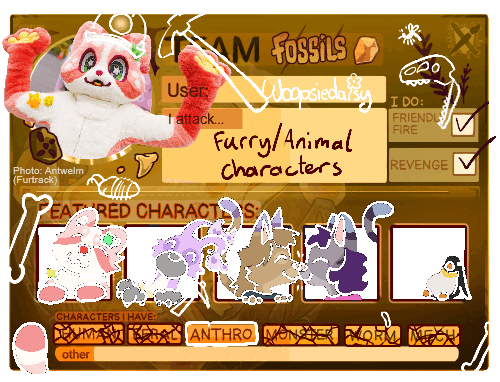 TEAM FOSSILS
User: Woopsiedaisy
I attack...
Furry/Animal
characters
I DO:
FRIENDLY
FIRE
REVENGE
Photo: Antwelm
(Furtrack)
FEATURED CHARACTERS:
CHARACTERS I HAVE:
HUMAN FERAL ANTHRO MONSTER WORM MECH
other